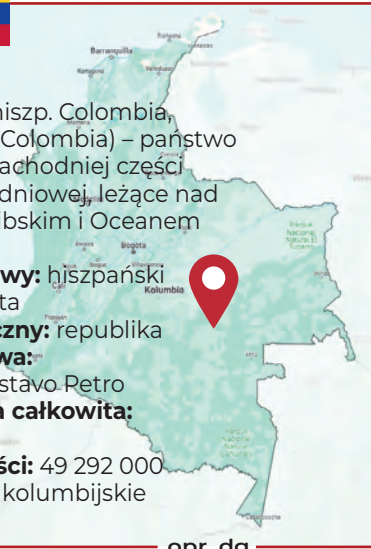 Barranquilla
hiszp. Colombia,
Colombia) – państwo
achodniej części
dniowej, leżące nad
ibskim i Oceanem
Bogota
wy: hiszpański
ta
Kolumbia
czny: republika
wa:
stavo Petro
a całkowita:
ści: 49 292 000
kolumbijskie
opr. dg